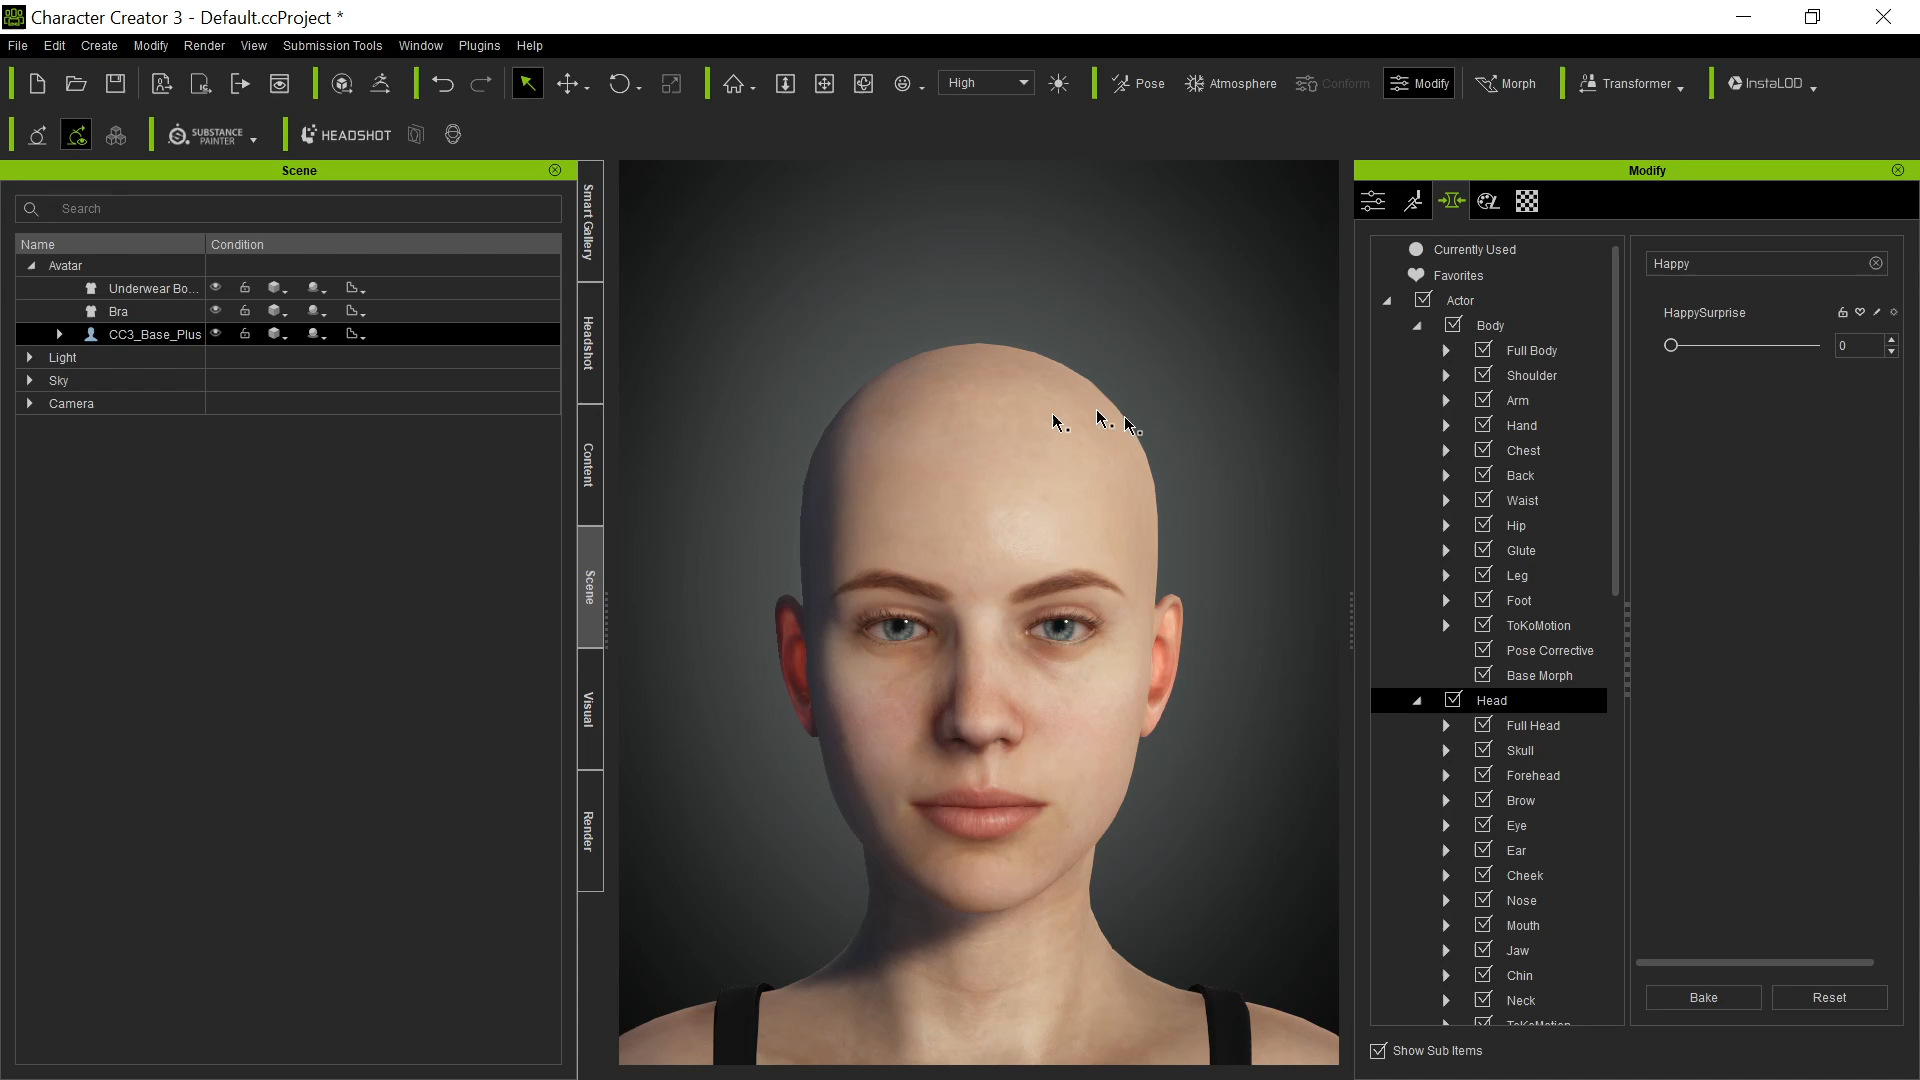 Character Creator 3 - Default.ccProject *
File Edit Create Modify Render View Submission Tools Window Plugins Help
High Pose Atmosphere Conform Modify Morph Transformer InstaLOD
SUBSTANCE PAINTER HEADSHOT
Scene
Search
Name Condition
Avatar
Underwear Bo...
Bra
CC3_Base_Plus
Light
Sky
Camera
Smart Gallery
Headshot
Content
Scene
Visual
Render
Modify
Currently Used
Favorites
Actor
Body
Full Body
Shoulder
Arm
Hand
Chest
Back
Waist
Hip
Glute
Leg
Foot
ToKoMotion
Pose Corrective
Base Morph
Head
Full Head
Skull
Forehead
Brow
Eye
Ear
Cheek
Nose
Mouth
Jaw
Chin
Neck
ToKoMotion
Show Sub Items
Happy
HappySurprise
0
Bake Reset